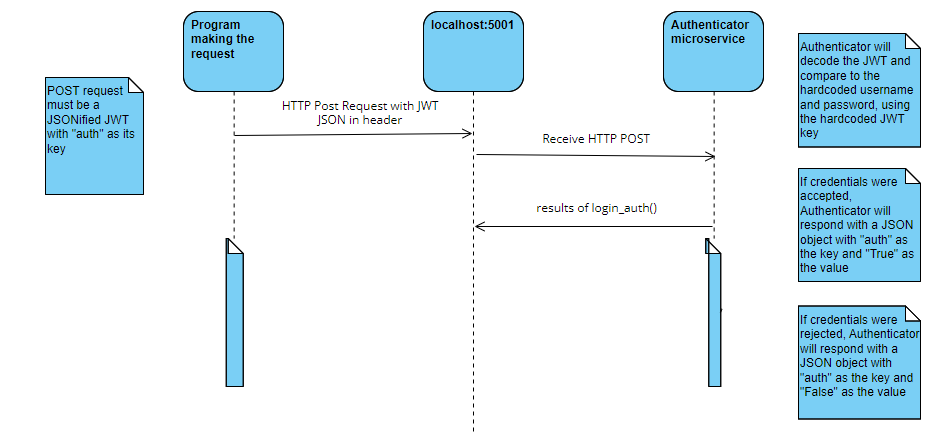 Program
making the
request
localhost:5001
Authenticator
microservice
POST request
must be a
JSONified JWT
with "auth" as its
key
HTTP Post Request with JWT
JSON in header
Receive HTTP POST
results of login_auth()
Authenticator will
decode the JWT and
compare to the
hardcoded username
and password, using
the hardcoded JWT
key
If credentials were
accepted,
Authenticator will
respond with a JSON
object with "auth" as
the key and "True" as
the value
If credentials were
rejected, Authenticator
will respond with a
JSON object with
"auth" as the key and
"False" as the value